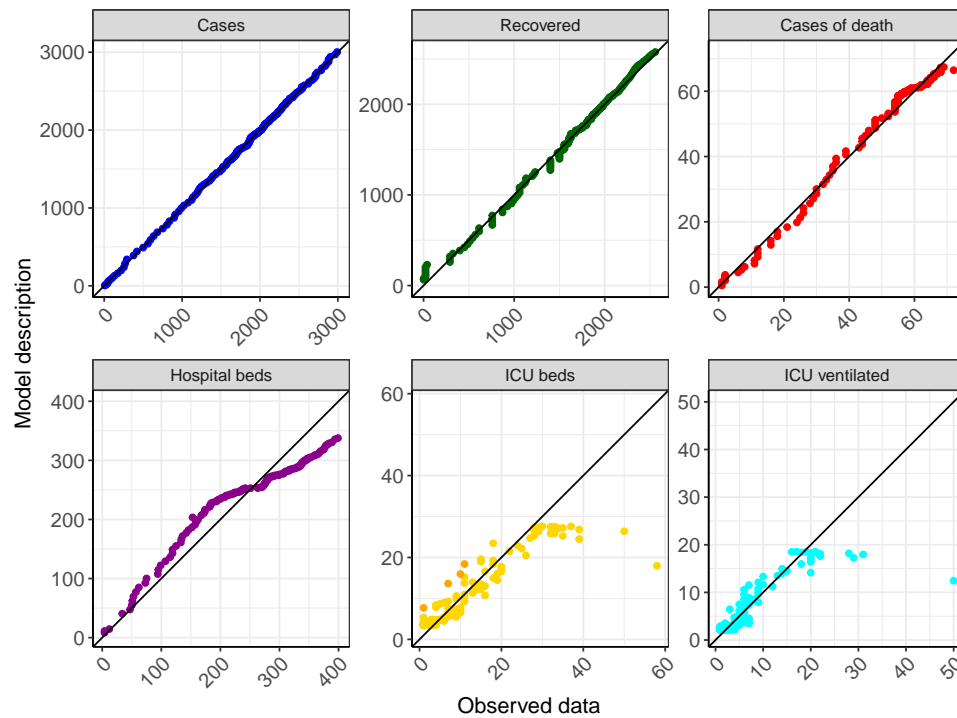 Cases
Recovered
Cases of death
3000
2000
1000
0
2000
1000
0
60
40
20
0
0 1000 2000 3000
0 1000 2000
0 20 40 60
Model description
Hospital beds
ICU beds
ICU ventilated
400
300
200
100
0
60
40
20
0
50
40
30
20
10
0
0 100 200 300 400
0 20 40 60
0 10 20 30 40 50
Observed data